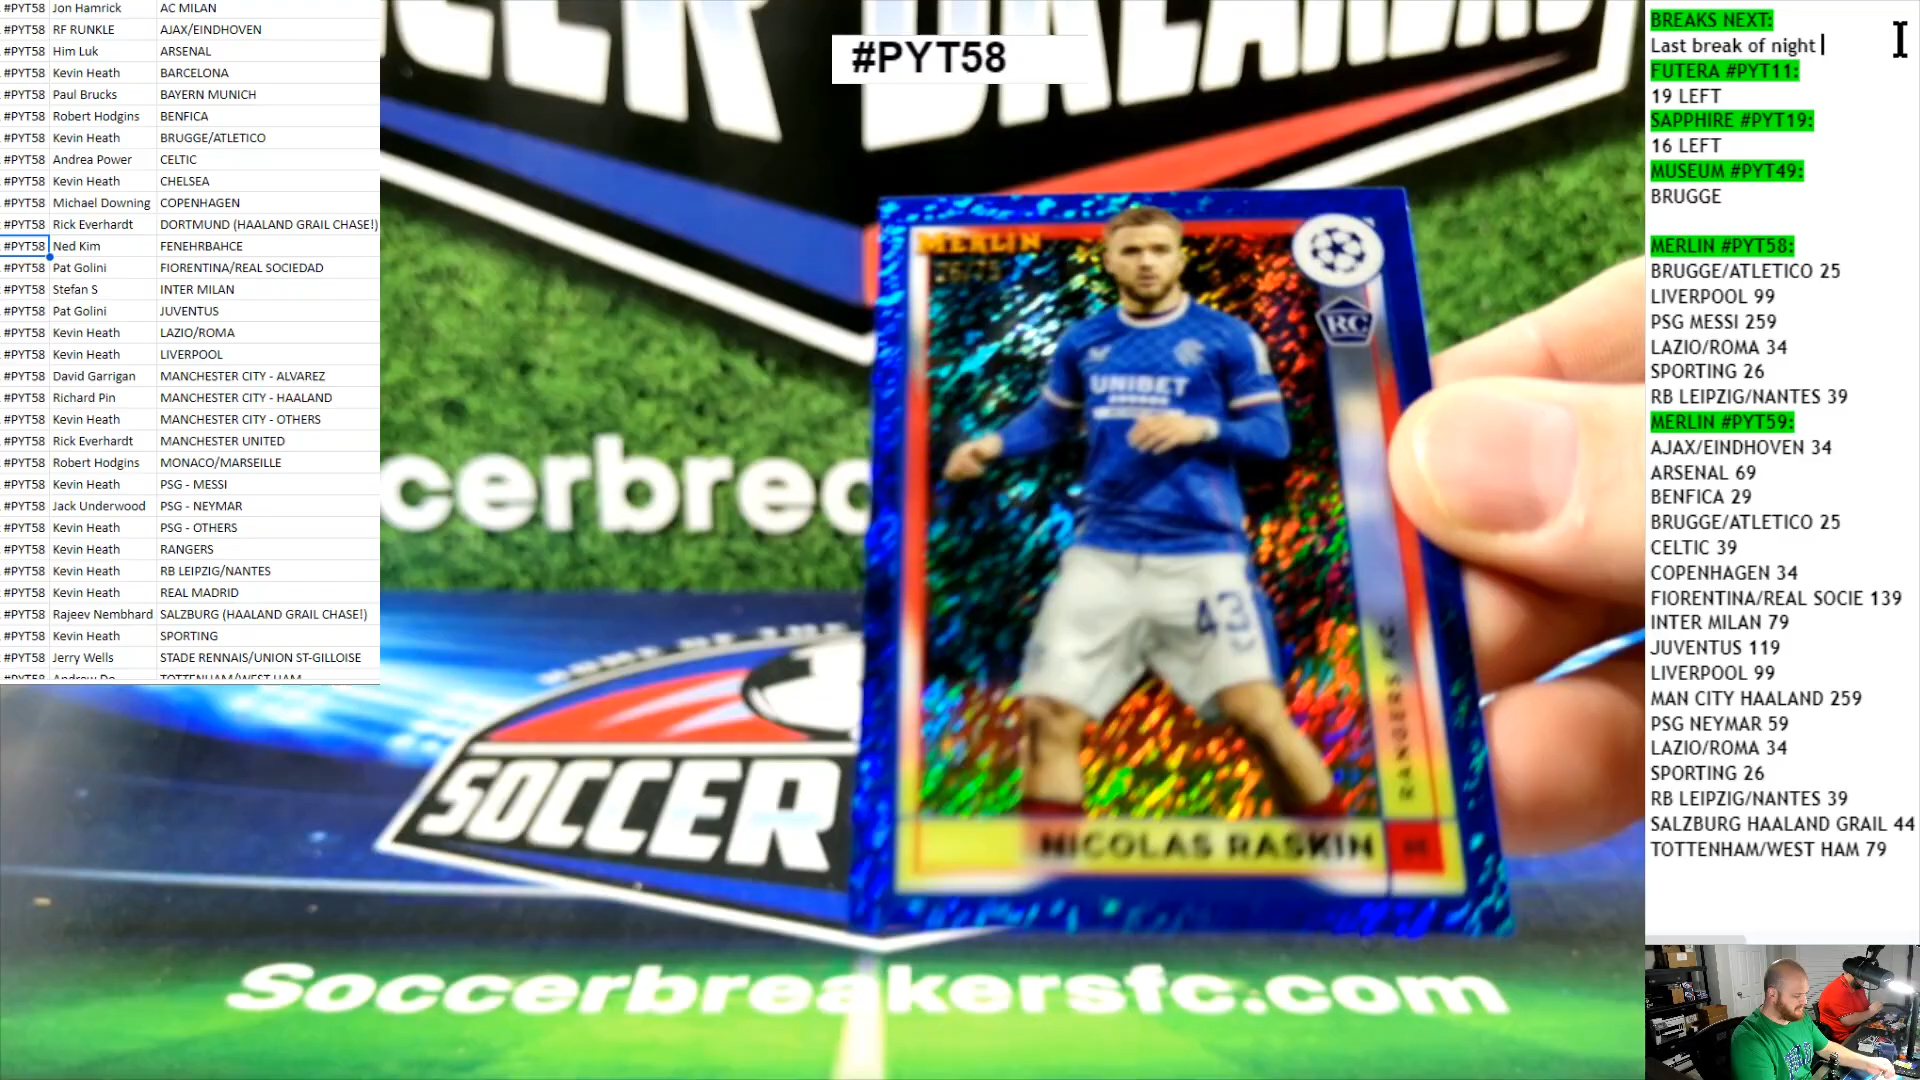 #PYT58 Jon Hamrick AC MILAN
#PYT58 RF RUNKLE AJAX/EINDHOVEN
#PYT58 Him Luk ARSENAL
#PYT58 Kevin Heath BARCELONA
#PYT58 Paul Brucks BAYERN MUNICH
#PYT58 Robert Hodgins BENFICA
#PYT58 Kevin Heath BRUGGE/ATLETICO
#PYT58 Andrea Power CELTIC
#PYT58 Kevin Heath CHELSEA
#PYT58 Michael Downing COPENHAGEN
#PYT58 Rick Everhardt DORTMUND (HAALAND GRAIL CHASE!)
#PYT58 Ned Kim FENEHRBAHCE
#PYT58 Pat Golini FIORENTINA/REAL SOCIEDAD
#PYT58 Stefan S INTER MILAN
#PYT58 Pat Golini JUVENTUS
#PYT58 Kevin Heath LAZIO/ROMA
#PYT58 Kevin Heath LIVERPOOL
#PYT58 David Garrigan MANCHESTER CITY - ALVAREZ
#PYT58 Richard Pin MANCHESTER CITY - HAALAND
#PYT58 Kevin Heath MANCHESTER CITY - OTHERS
#PYT58 Rick Everhardt MANCHESTER UNITED
#PYT58 Robert Hodgins MONACO/MARSEILLE
#PYT58 Kevin Heath PSG - MESSI
#PYT58 Jack Underwood PSG - NEYMAR
#PYT58 Kevin Heath PSG - OTHERS
#PYT58 Kevin Heath RANGERS
#PYT58 Kevin Heath RB LEIPZIG/NANTES
#PYT58 Kevin Heath REAL MADRID
#PYT58 Rajeev Nembhard SALZBURG (HAALAND GRAIL CHASE!)
#PYT58 Kevin Heath SPORTING
#PYT58 Jerry Wells STADE RENNAIS/UNION ST-GILLOISE
#PYT58 Andrew Do TOTTENHAM/WEST HAM
#PYT58
MERLIN
26/75
RC
UNIBET
43
RANGERS F.C.
NICOLAS RASKIN
cerbrea
HOME OF THE
SOCCER
Soccerbreakersfc.com
BREAKS NEXT:
Last break of night
FUTERA #PYT11:
19 LEFT
SAPPHIRE #PYT19:
16 LEFT
MUSEUM #PYT49:
BRUGGE
MERLIN #PYT58:
BRUGGE/ATLETICO 25
LIVERPOOL 99
PSG MESSI 259
LAZIO/ROMA 34
SPORTING 26
RB LEIPZIG/NANTES 39
MERLIN #PYT59:
AJAX/EINDHOVEN 34
ARSENAL 69
BENFICA 29
BRUGGE/ATLETICO 25
CELTIC 39
COPENHAGEN 34
FIORENTINA/REAL SOCIE 139
INTER MILAN 79
JUVENTUS 119
LIVERPOOL 99
MAN CITY HAALAND 259
PSG NEYMAR 59
LAZIO/ROMA 34
SPORTING 26
RB LEIPZIG/NANTES 39
SALZBURG HAALAND GRAIL 44
TOTTENHAM/WEST HAM 79